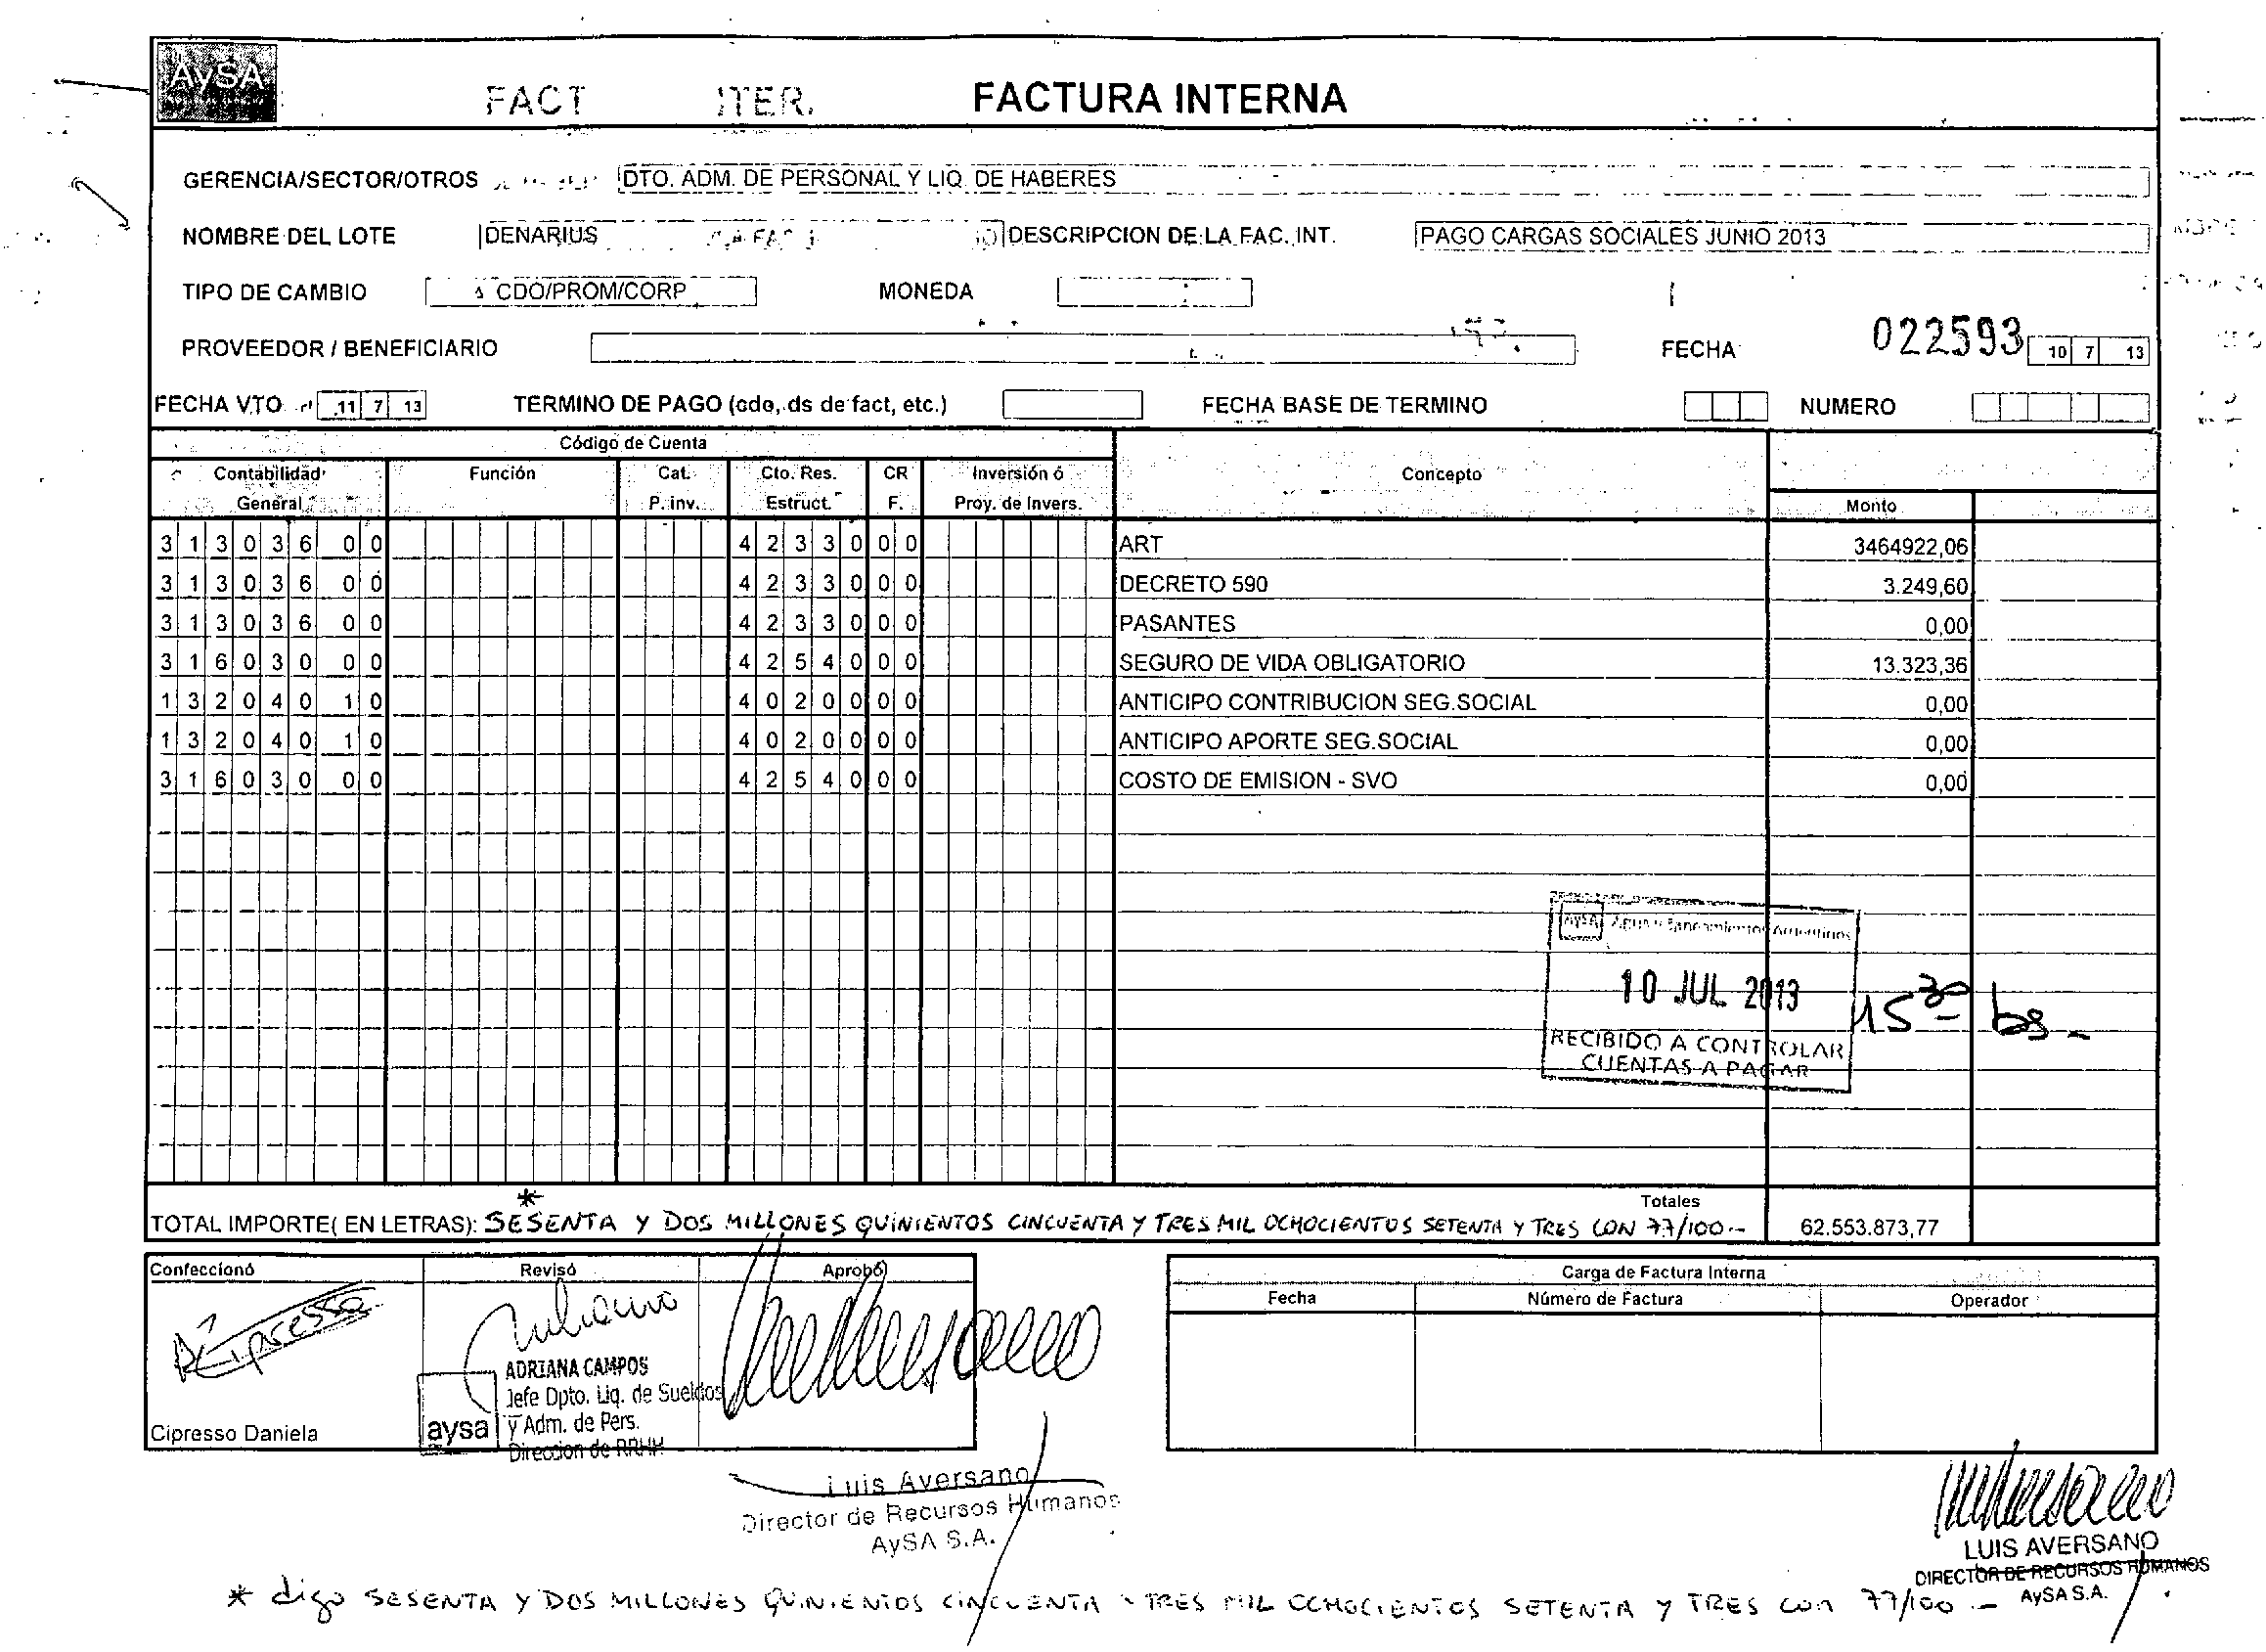 AySA
FACTURA INTERNA
GERENCIA/SECTOR/OTROS DTO. ADM. DE PERSONAL Y LIQ. DE HABERES
NOMBRE DEL LOTE DENARIUS DESCRIPCION DE LA FAC. INT. PAGO CARGAS SOCIALES JUNIO 2013
TIPO DE CAMBIO CDO/PROM/CORP MONEDA
PROVEEDOR / BENEFICIARIO FECHA 022593 10 7 13
FECHA VTO 11 7 13 TERMINO DE PAGO (cdo, ds de fact, etc.) FECHA BASE DE TERMINO NUMERO
Código de Cuenta
Contabilidad General Función Cat. P. inv. Cto. Res. Estruct. CR F. Inversión ó Proy. de Invers. Concepto Monto
3 1 3 0 3 6 0 0 4 2 3 3 0 0 0 ART 3464922,06
3 1 3 0 3 6 0 0 4 2 3 3 0 0 0 DECRETO 590 3.249,60
3 1 3 0 3 6 0 0 4 2 3 3 0 0 0 PASANTES 0,00
3 1 6 0 3 0 0 0 4 2 5 4 0 0 0 SEGURO DE VIDA OBLIGATORIO 13.323,36
1 3 2 0 4 0 1 0 4 0 2 0 0 0 0 ANTICIPO CONTRIBUCION SEG.SOCIAL 0,00
1 3 2 0 4 0 1 0 4 0 2 0 0 0 0 ANTICIPO APORTE SEG.SOCIAL 0,00
3 1 6 0 3 0 0 0 4 2 5 4 0 0 0 COSTO DE EMISION - SVO 0,00
AySA Agua y Saneamientos Argentinos
10 JUL 2013
15 30 hs -
RECIBIDO A CONTROLAR
CUENTAS A PAGAR
Totales
*
TOTAL IMPORTE( EN LETRAS): SESENTA Y DOS MILLONES QUINIENTOS CINCUENTA Y TRES MIL OCHOCIENTOS SETENTA Y TRES CON 77/100.- 62.553.873,77
Confeccionó Revisó Aprobó Carga de Factura Interna
Fecha Número de Factura Operador
ADRIANA CAMPOS
Jefe Dpto. Liq. de Sueldos
y Adm. de Pers.
Direccion de RRHH
aysa
Cipresso Daniela
Luis Aversano
Director de Recursos Humanos
AySA S.A.
LUIS AVERSANO
DIRECTOR DE RECURSOS HUMANOS
AySA S.A.
* digo SESENTA Y DOS MILLONES QUINIENTOS CINCUENTA Y TRES MIL OCHOCIENTOS SETENTA Y TRES CON 77/100 -